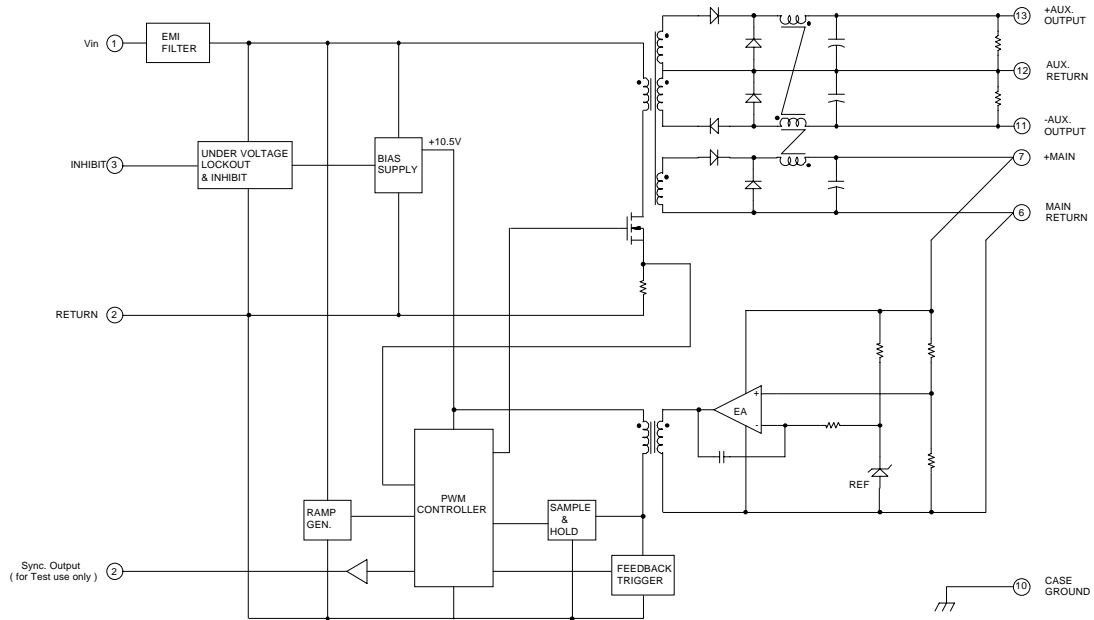 Vin
1
EMI
FILTER
13
+AUX.
OUTPUT
12
AUX.
RETURN
11
-AUX.
OUTPUT
INHIBIT
3
UNDER VOLTAGE
LOCKOUT
& INHIBIT
BIAS
SUPPLY
+10.5V
7
+MAIN
6
MAIN
RETURN
RETURN
2
EA
+
-
REF
PWM
CONTROLLER
RAMP
GEN.
SAMPLE
&
HOLD
FEEDBACK
TRIGGER
Sync. Output
( for Test use only )
2
10
CASE
GROUND